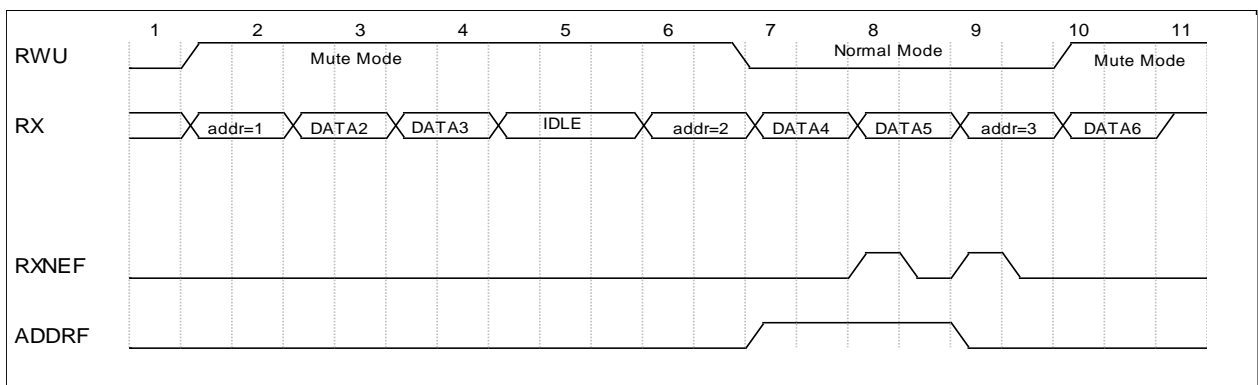 1 2 3 4 5 6 7 8 9 10 11
RWU Mute Mode Normal Mode Mute Mode
RX addr=1 DATA2 DATA3 IDLE addr=2 DATA4 DATA5 addr=3 DATA6
RXNEF
ADDRF